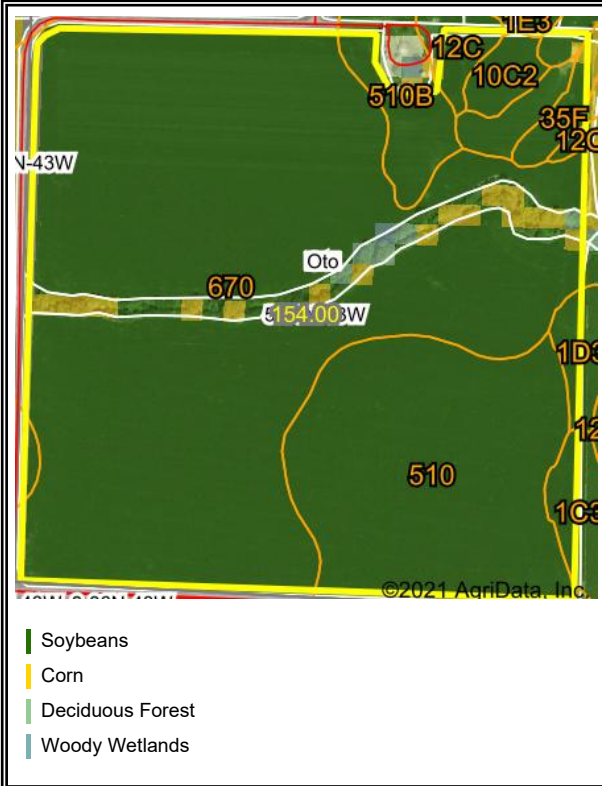 1E3
12C
10C2
510B
35F
12C
N-43W
Oto
670
154.00
1D3
12
510
1C3
©2021 AgriData, Inc.
Soybeans
Corn
Deciduous Forest
Woody Wetlands